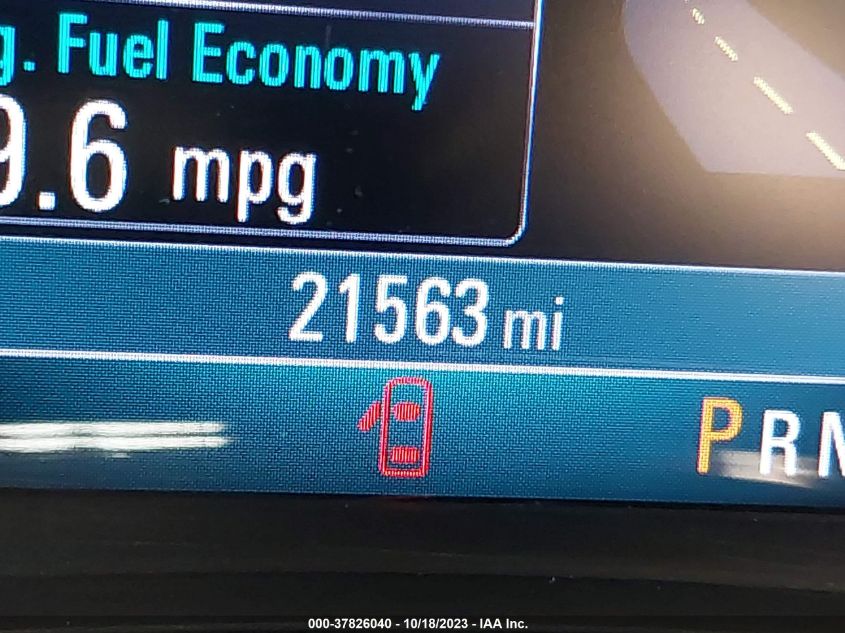 g. Fuel Economy
9.6 mpg
21563 mi
P R N
000-37826040 - 10/18/2023 - IAA Inc.